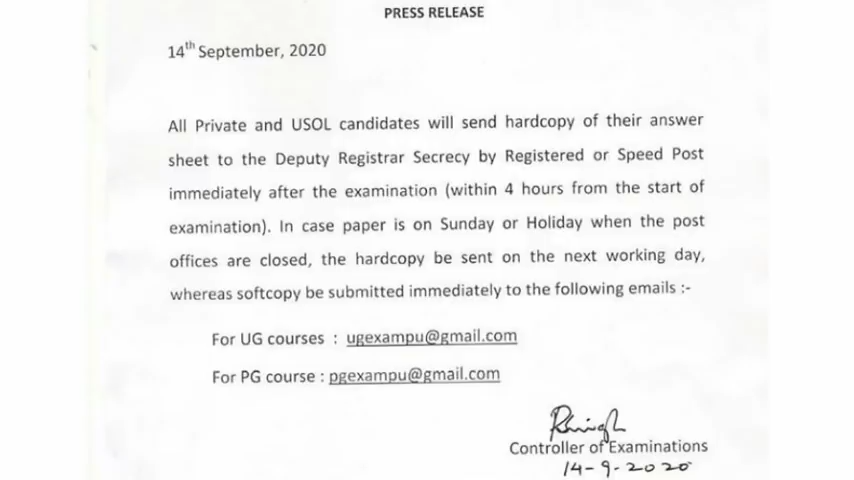 PRESS RELEASE
14th September, 2020
All Private and USOL candidates will send hardcopy of their answer
sheet to the Deputy Registrar Secrecy by Registered or Speed Post
immediately after the examination (within 4 hours from the start of
examination). In case paper is on Sunday or Holiday when the post
offices are closed, the hardcopy be sent on the next working day,
whereas softcopy be submitted immediately to the following emails :-
For UG courses : ugexampu@gmail.com
For PG course : pgexampu@gmail.com
Controller of Examinations
14-9-2020